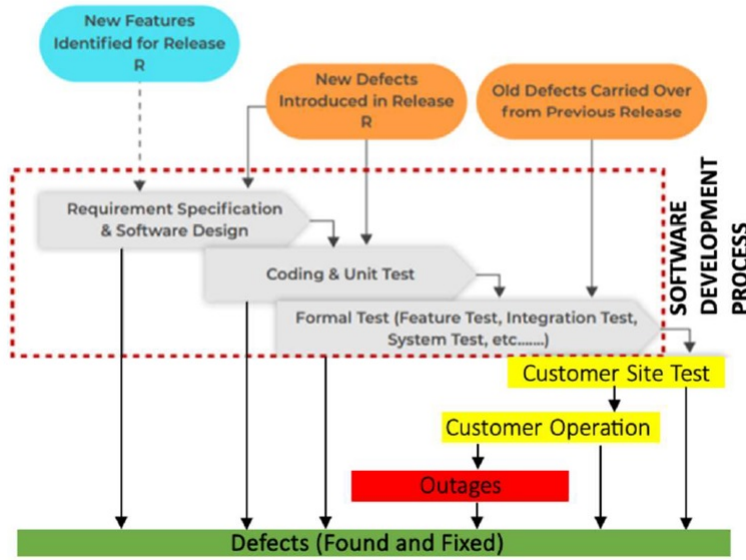 New Features
Identified for Release
R
New Defects
Introduced in Release
R
Old Defects Carried Over
from Previous Release
SOFTWARE
DEVELOPMENT
PROCESS
Requirement Specification
& Software Design
Coding & Unit Test
Formal Test (Feature Test, Integration Test,
System Test, etc.......)
Customer Site Test
Customer Operation
Outages
Defects (Found and Fixed)